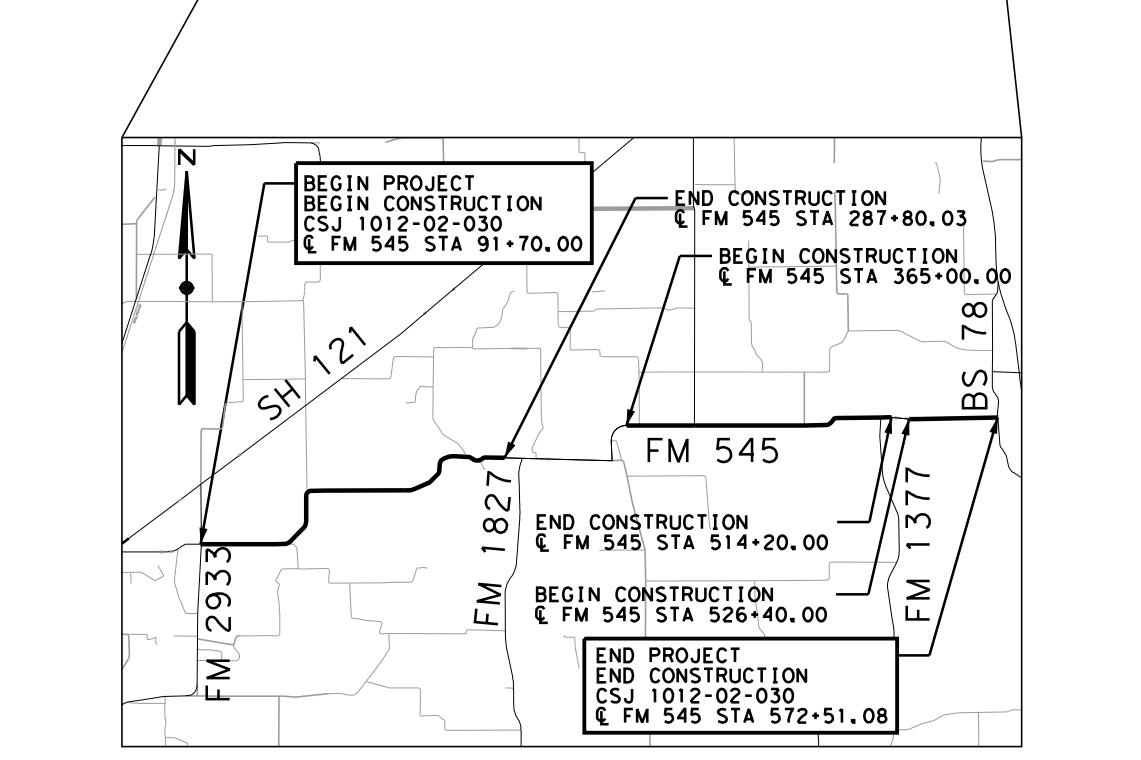 N
BEGIN PROJECT
BEGIN CONSTRUCTION
CSJ 1012-02-030
℄ FM 545 STA 91+70.00
END CONSTRUCTION
℄ FM 545 STA 287+80.03
BEGIN CONSTRUCTION
℄ FM 545 STA 365+00.00
SH 121
BS 78
FM 545
FM 1827
FM 1377
FM 2933
END CONSTRUCTION
℄ FM 545 STA 514+20.00
BEGIN CONSTRUCTION
℄ FM 545 STA 526+40.00
END PROJECT
END CONSTRUCTION
CSJ 1012-02-030
℄ FM 545 STA 572+51.08